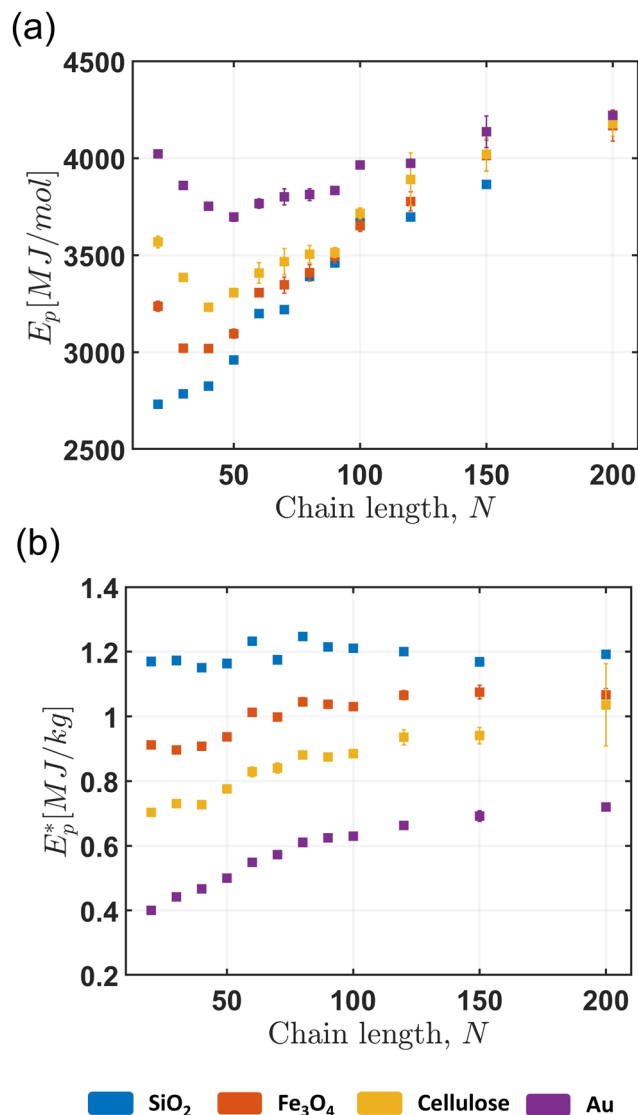 (a)
4500
4000
3500
3000
2500
E_p[MJ/mol]
50 100 150 200
Chain length, N
(b)
1.4
1.2
1
0.8
0.6
0.4
0.2
E_p^*[MJ/kg]
50 100 150 200
Chain length, N
SiO₂ Fe₃O₄ Cellulose Au